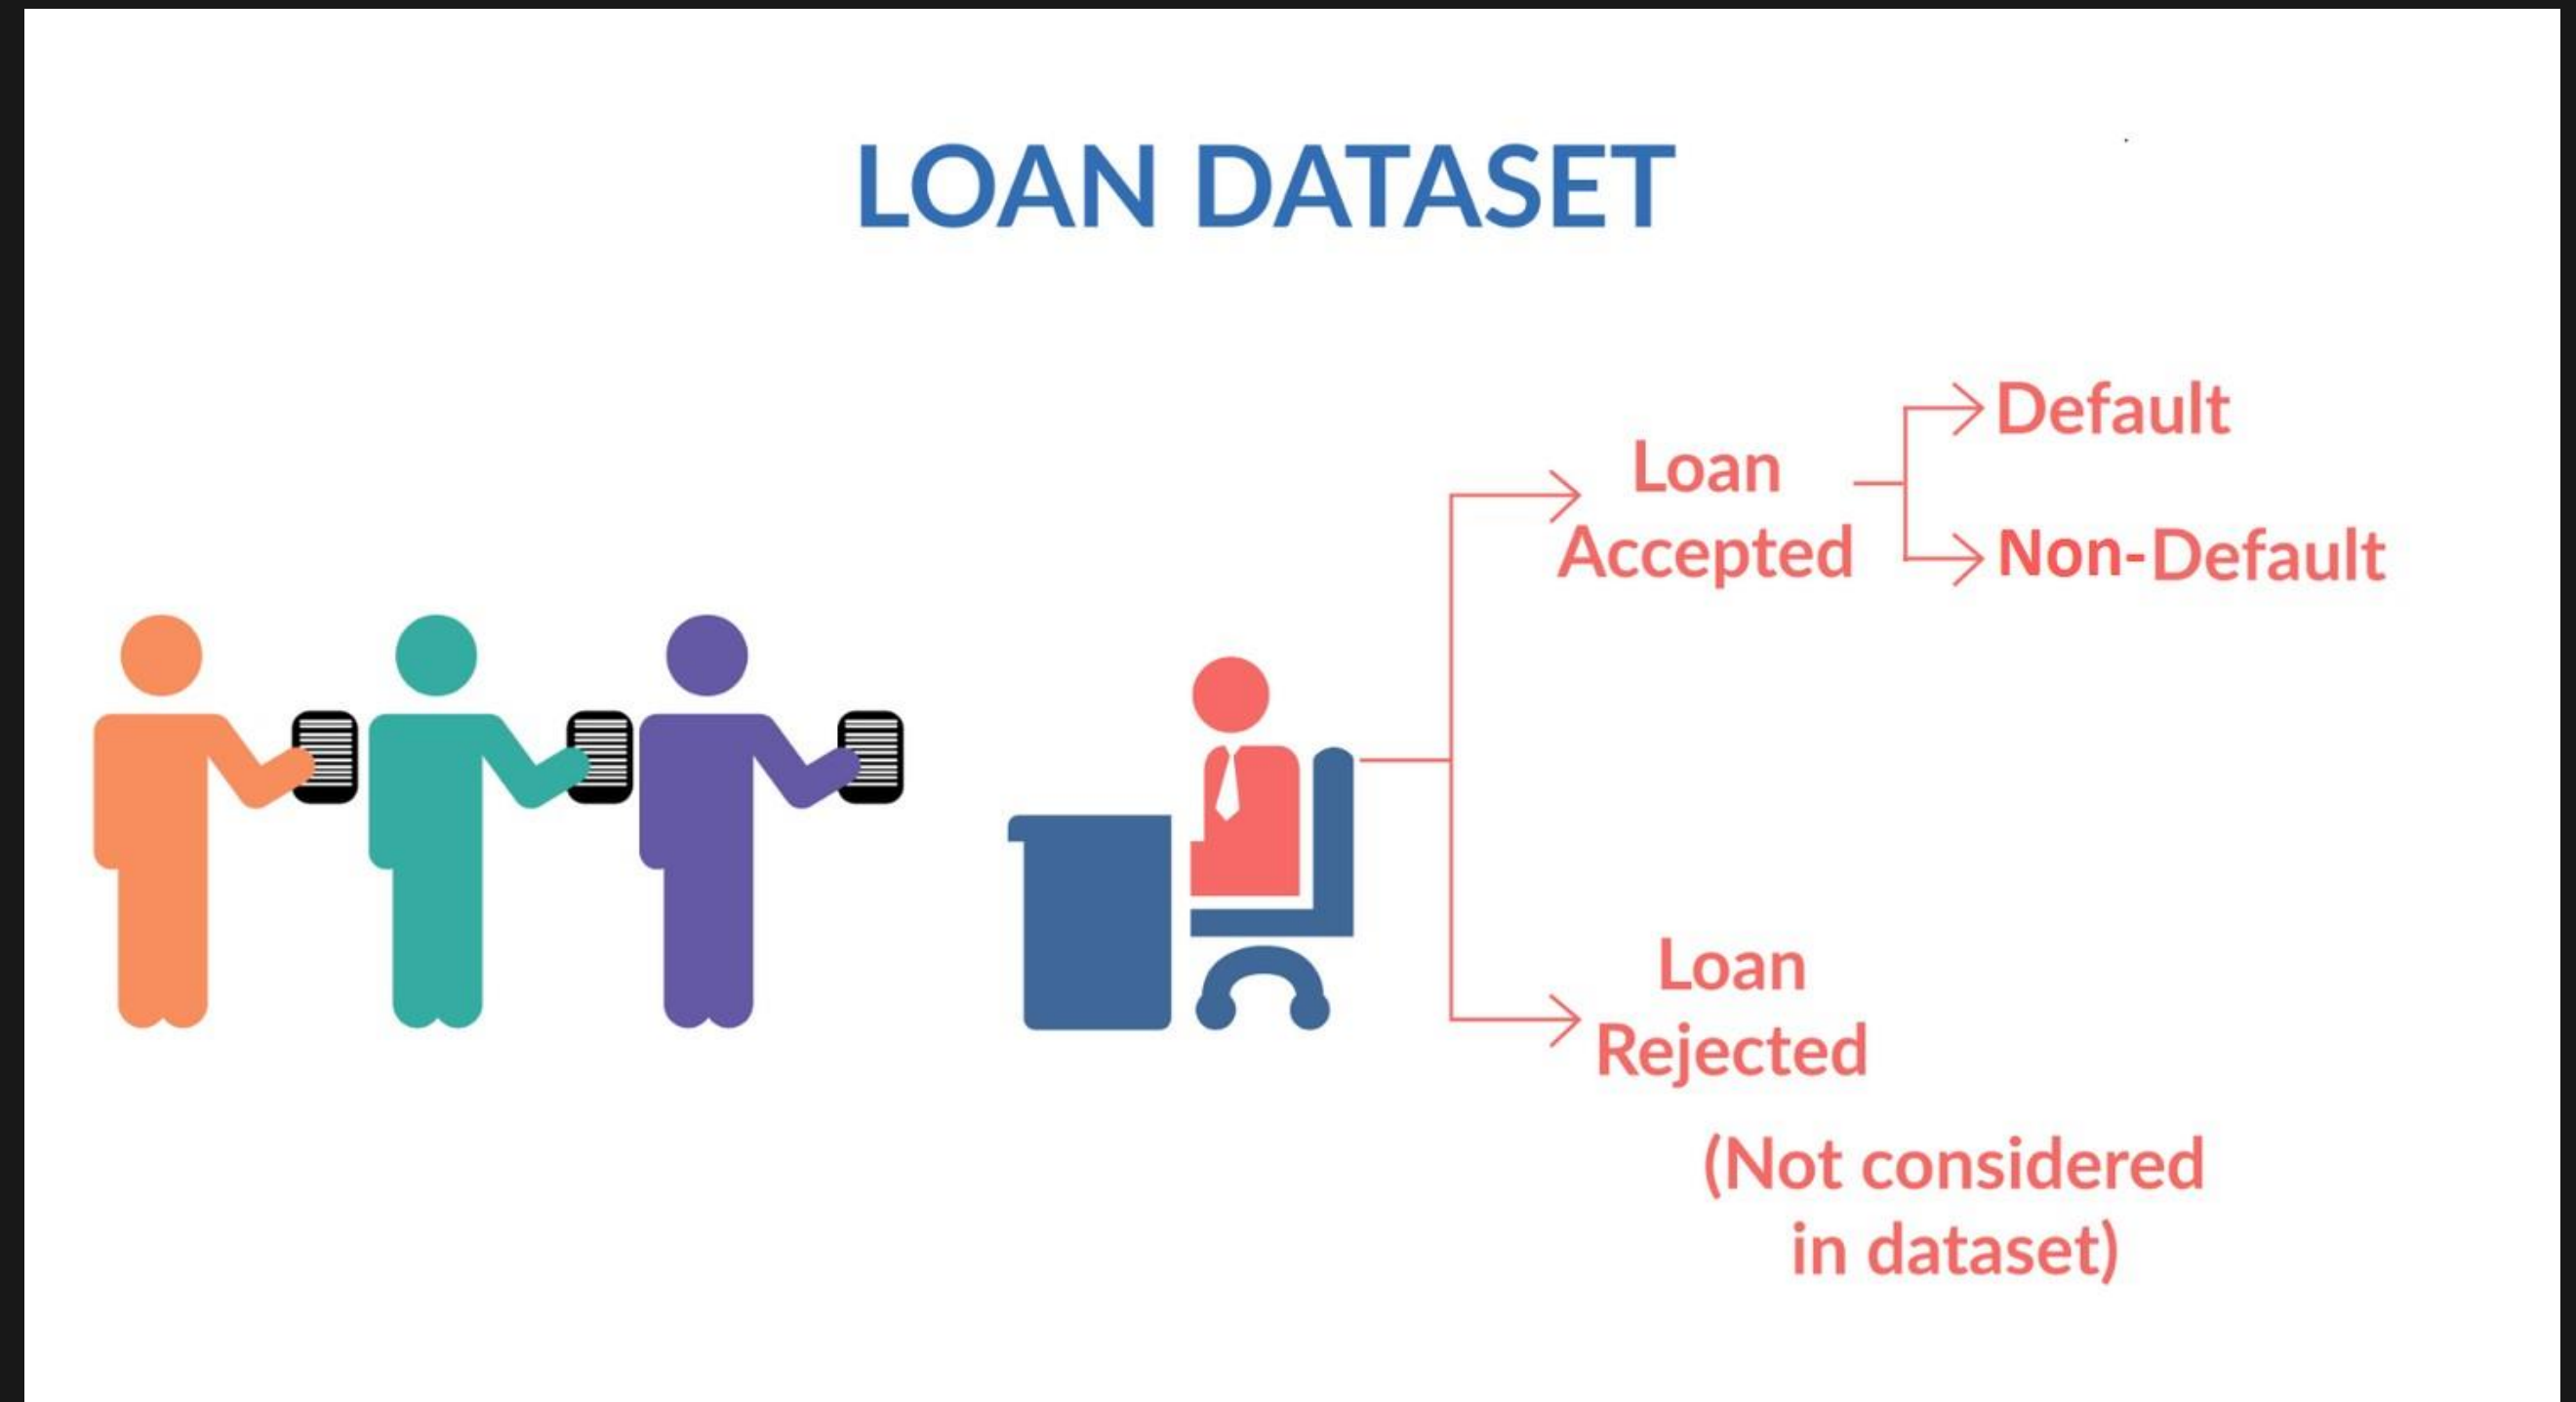 LOAN DATASET
Default
Loan
Accepted
Non-Default
Loan
Rejected
(Not considered
in dataset)